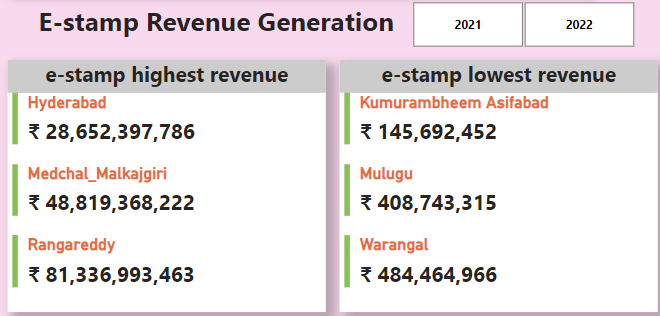 E-stamp Revenue Generation
2021
2022
e-stamp highest revenue
Hyderabad
₹ 28,652,397,786
Medchal_Malkajgiri
₹ 48,819,368,222
Rangareddy
₹ 81,336,993,463
e-stamp lowest revenue
Kumurambheem Asifabad
₹ 145,692,452
Mulugu
₹ 408,743,315
Warangal
₹ 484,464,966